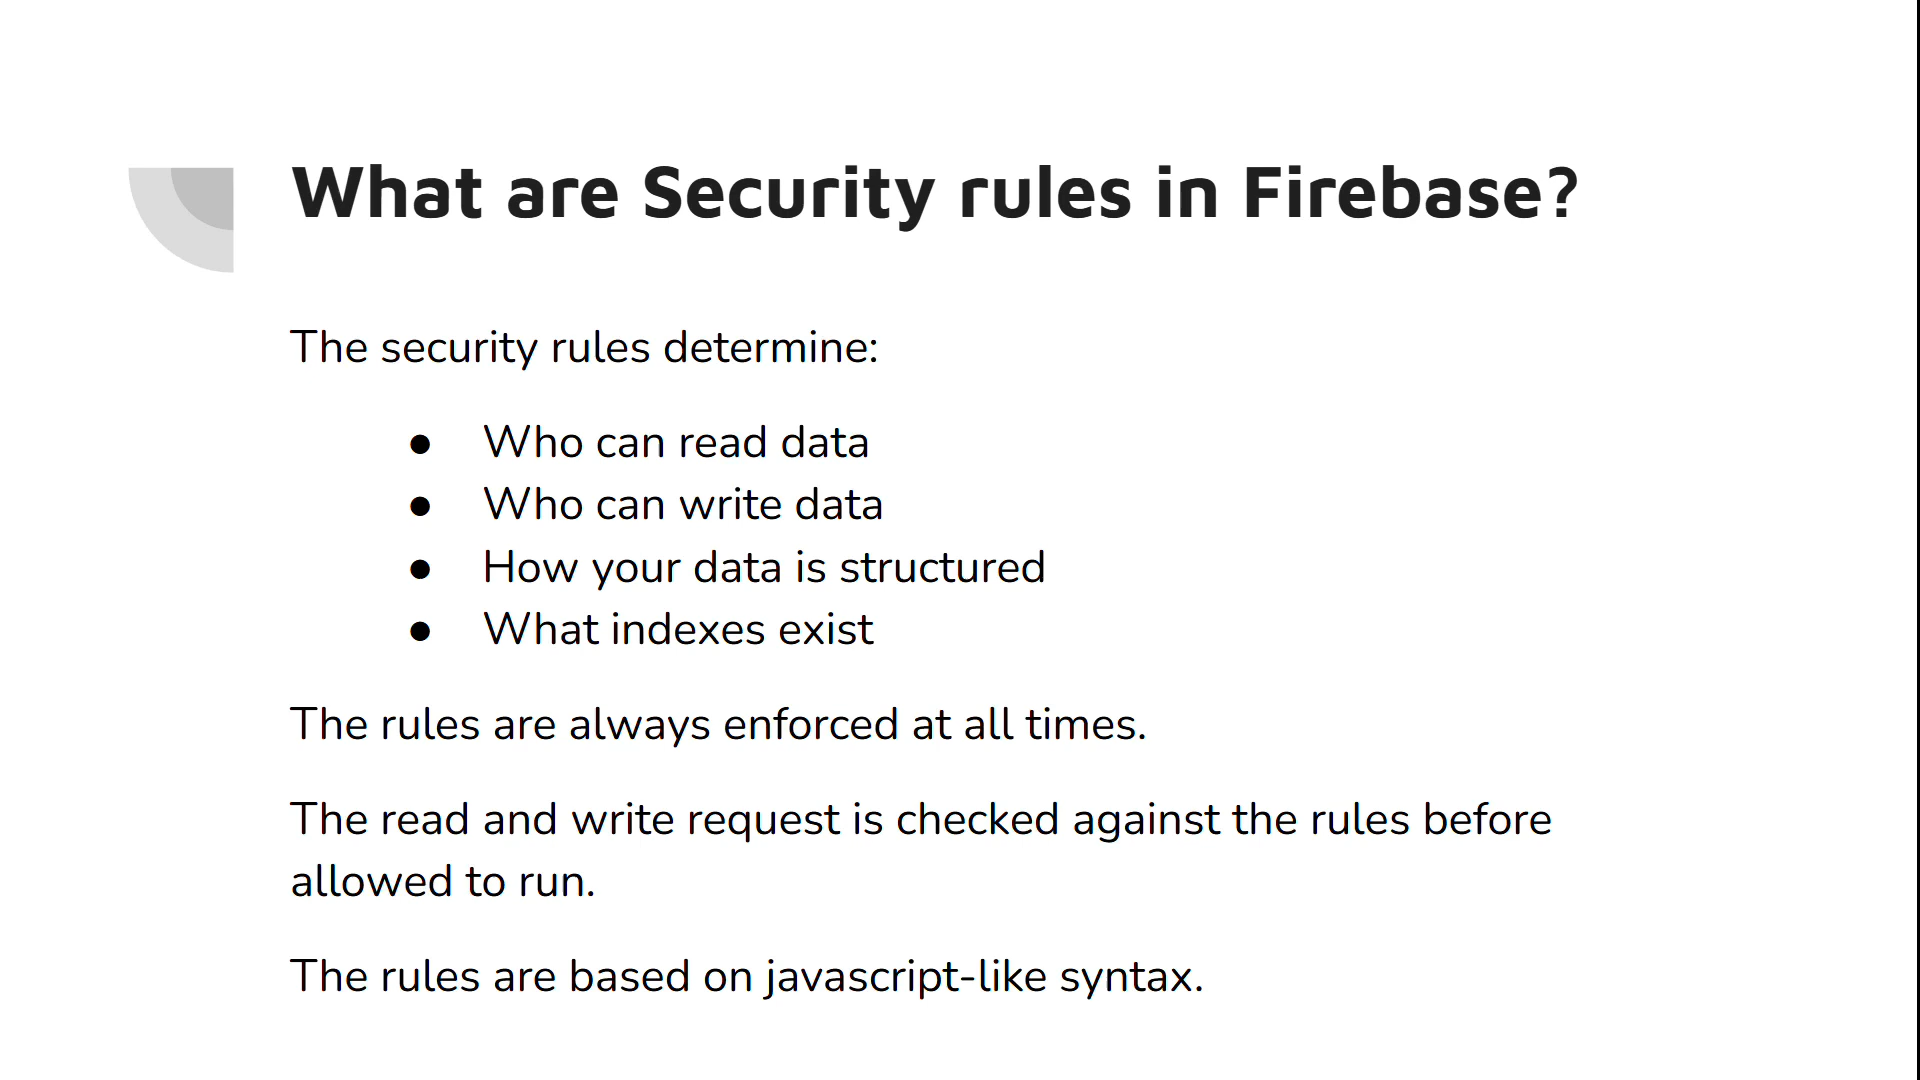 What are Security rules in Firebase?
The security rules determine:
● Who can read data
● Who can write data
● How your data is structured
● What indexes exist
The rules are always enforced at all times.
The read and write request is checked against the rules before
allowed to run.
The rules are based on javascript-like syntax.